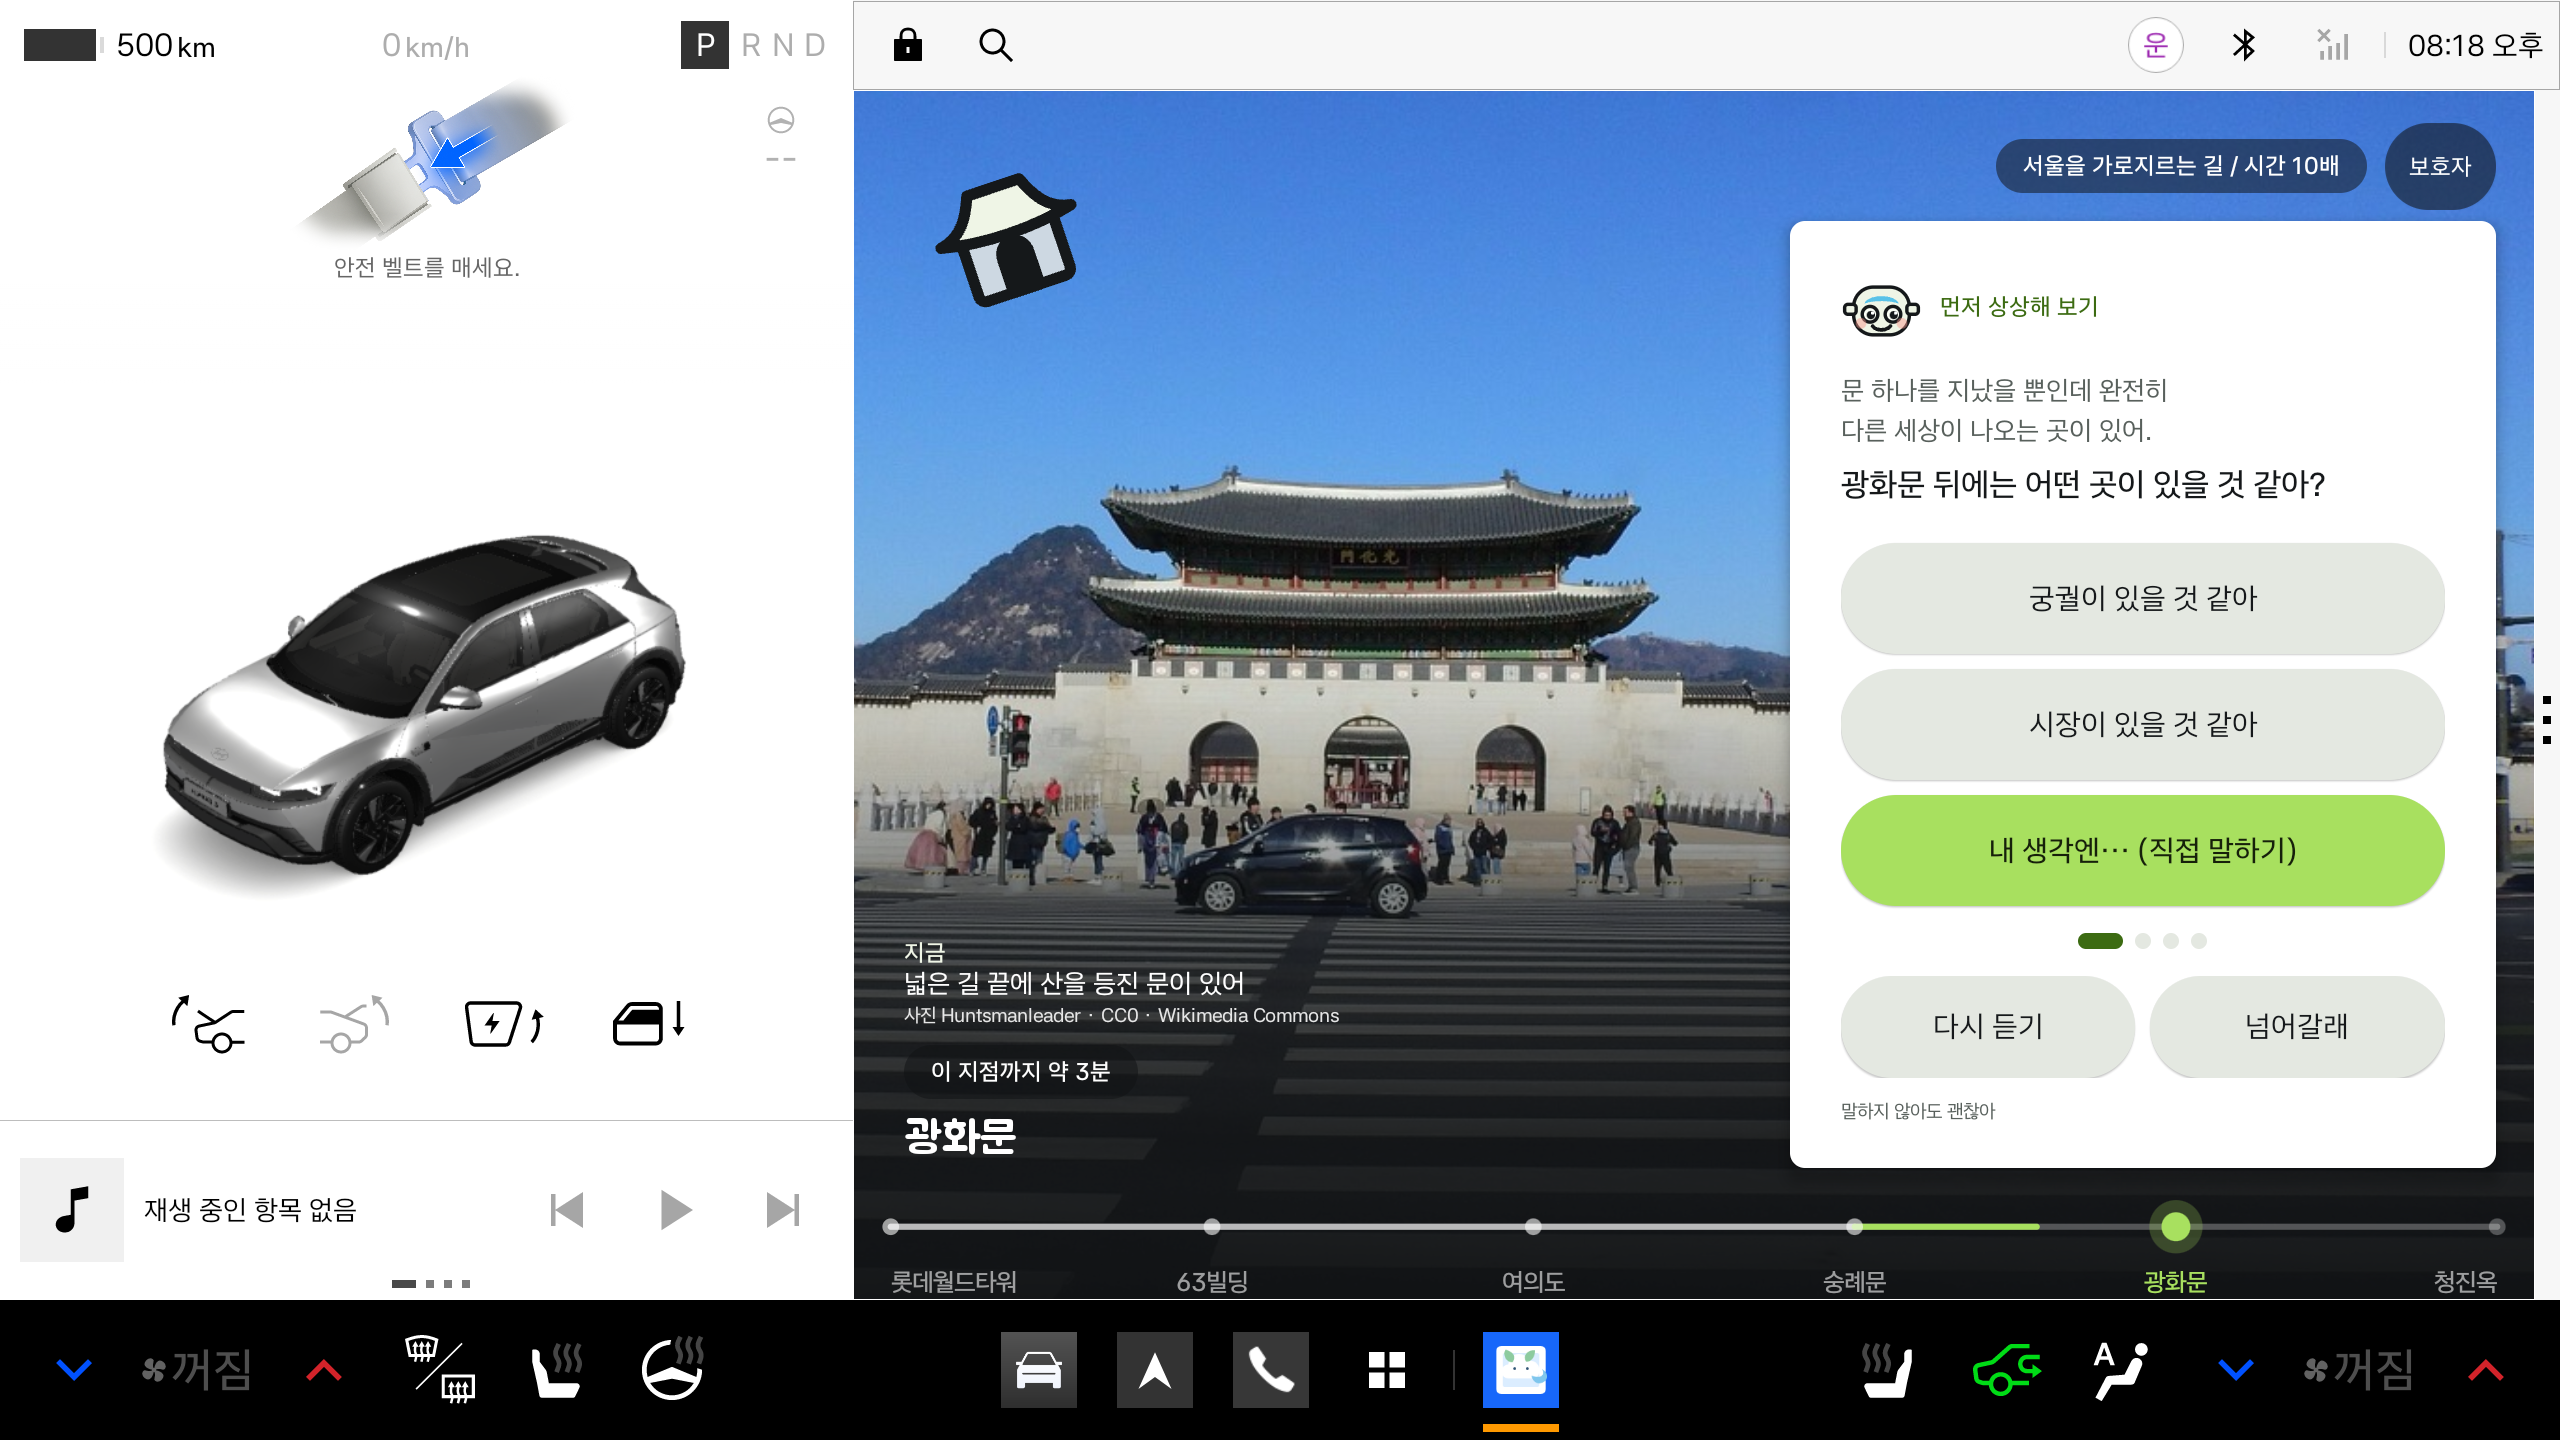 500 km
0 km/h
P R N D
운
08:18 오후
안전 벨트를 매세요.
서울을 가로지르는 길 / 시간 10배
보호자
먼저 상상해 보기
문 하나를 지났을 뿐인데 완전히
다른 세상이 나오는 곳이 있어.
광화문 뒤에는 어떤 곳이 있을 것 같아?
궁궐이 있을 것 같아
시장이 있을 것 같아
내 생각엔⋯ (직접 말하기)
다시 듣기
넘어갈래
말하지 않아도 괜찮아
門化光
지금
넓은 길 끝에 산을 등진 문이 있어
사진 Huntsmanleader · CC0 · Wikimedia Commons
이 지점까지 약 3분
광화문
롯데월드타워
63빌딩
여의도
숭례문
광화문
청진옥
재생 중인 항목 없음
꺼짐
A
꺼짐